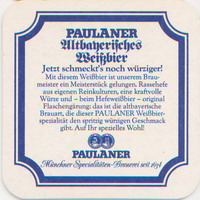 PAULANER
Altbayerisches
Weißbier
Jetzt schmeckt's noch würziger!
Mit diesem Weißbier ist unserem Brau-
meister ein Meisterstück gelungen. Rassehefe
aus eigenen Reinkulturen, eine kraftvolle
Würze und – beim Hefeweißbier – original
Flaschengärung: das ist die altbayerische
Brauart, die dieser PAULANER Weißbier-
spezialität den spritzig würzigen Geschmack
gibt. Auf Ihr spezielles Wohl!
PAULANER
Münchner Spezialitäten-Brauerei seit 1634